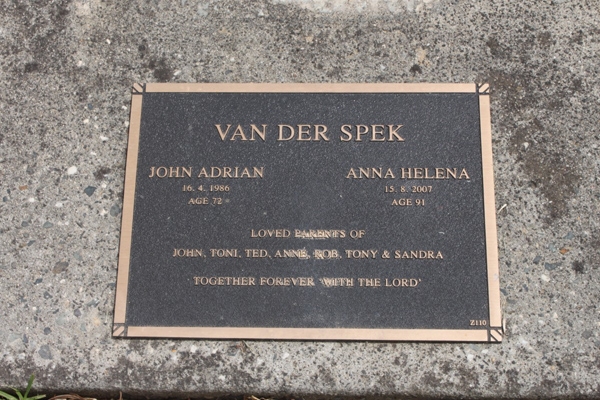 VAN DER SPEK
JOHN ADRIAN ANNA HELENA
16. 4. 1986 15. 8. 2007
AGE 72 AGE 91
LOVED PARENTS OF
JOHN, TONI, TED, ANNE, ROB, TONY & SANDRA
TOGETHER FOREVER 'WITH THE LORD'
Z110